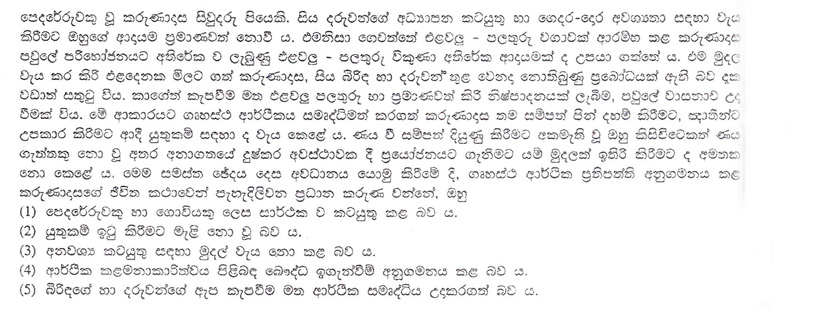 පෙදරේරුවකු වූ කරුණාදාස සිවුදරු පියෙකි. සිය දරුවන්ගේ අධ්‍යාපන කටයුතු හා ගෙදර-දොර අවශ්‍යතා සඳහා වැය
කිරීමට ඔහුගේ ආදායම ප්‍රමාණවත් නොවී ය. එමනිසා ගෙවත්තේ එළවලු - පලතුරු වගාවක් ආරම්භ කළ කරුණාදාස
පවුලේ පරිභෝජනයට අතිරේක ව ලැබුණු එළවලු - පලතුරු විකුණා අතිරේක ආදායමක් ද උපයා ගත්තේ ය. එම මුදල
වැය කර කිරි එළදෙනක මිලට ගත් කරුණාදාස, සිය බිරිඳ හා දරුවන් තුළ වෙනදා නොතිබුණු ප්‍රබෝධයක් ඇති බව දැක
වඩාත් සතුටු විය. කාගේත් කැපවීම මත එළවලු පලතුරු හා ප්‍රමාණවත් කිරි නිෂ්පාදනයක් ලැබීම, පවුලේ වාසනාව උදා
වීමක් විය. මේ ආකාරයට ගෘහස්ථ ආර්ථිකය සමෘද්ධිමත් කරගත් කරුණාදාස තම සම්පත් පින් දහම් කිරීමට, ඥාතීන්ට
උපකාර කිරීමට ආදී යුතුකම් සඳහා ද වැය කෙළේ ය. ණය වී සම්පත් දියුණු කිරීමට අකමැති වූ ඔහු කිසිවිටෙකත් ණය
ගැත්තකු නො වූ අතර අනාගතයේ දුෂ්කර අවස්ථාවක දී ප්‍රයෝජනයට ගැනීමට යම් මුදලක් ඉතිරි කිරීමට ද අමතක
නො කෙළේ ය. මෙම සමස්ත ඡේදය දෙස අවධානය යොමු කිරීමේ දී, ගෘහස්ථ ආර්ථික ප්‍රතිපත්ති අනුගමනය කළ
කරුණාදාසගේ ජීවිත කථාවෙන් පැහැදිලිවන ප්‍රධාන කරුණ වන්නේ, ඔහු
(1) පෙදරේරුවකු හා ගොවියකු ලෙස සාර්ථක ව කටයුතු කළ බව ය.
(2) යුතුකම් ඉටු කිරීමට මැළි නො වූ බව ය.
(3) අනවශ්‍ය කටයුතු සඳහා මුදල් වැය නො කළ බව ය.
(4) ආර්ථික කළමනාකාරිත්වය පිළිබඳ බෞද්ධ ඉගැන්වීම් අනුගමනය කළ බව ය.
(5) බිරිඳගේ හා දරුවන්ගේ ඇප කැපවීම මත ආර්ථික සමෘද්ධිය උදාකරගත් බව ය.